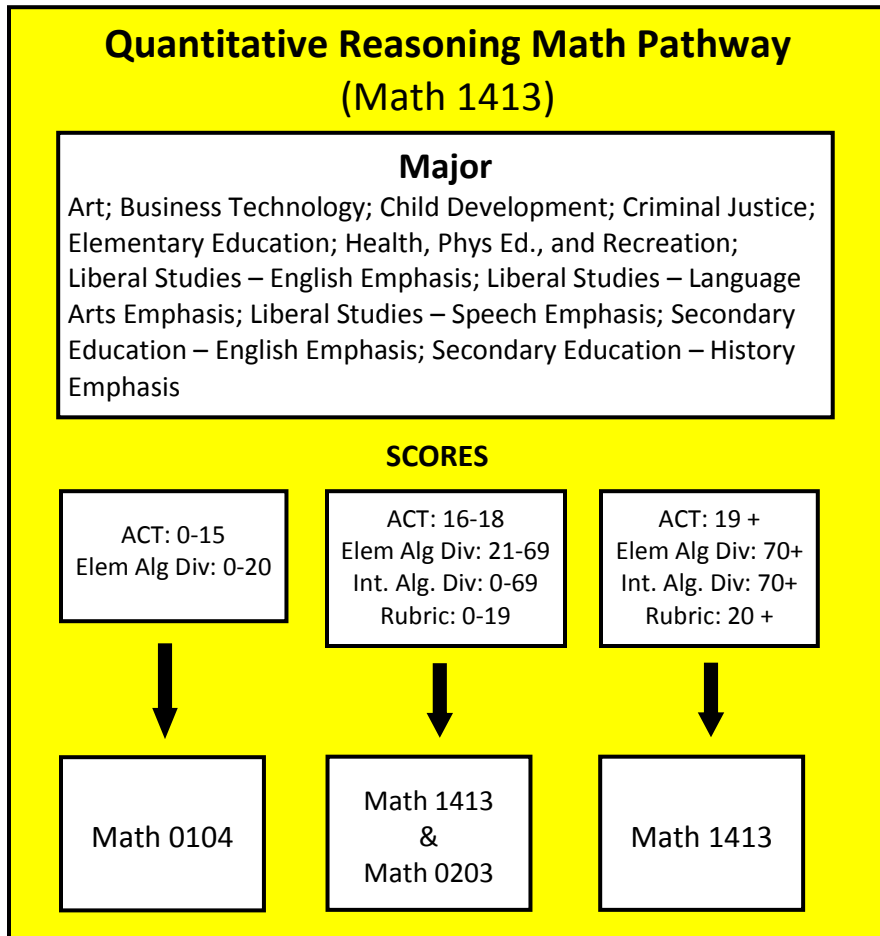 Quantitative Reasoning Math Pathway
(Math 1413)
Major
Art; Business Technology; Child Development; Criminal Justice;
Elementary Education; Health, Phys Ed., and Recreation;
Liberal Studies – English Emphasis; Liberal Studies – Language
Arts Emphasis; Liberal Studies – Speech Emphasis; Secondary
Education – English Emphasis; Secondary Education – History
Emphasis
SCORES
ACT: 0-15
Elem Alg Div: 0-20
ACT: 16-18
Elem Alg Div: 21-69
Int. Alg. Div: 0-69
Rubric: 0-19
ACT: 19 +
Elem Alg Div: 70+
Int. Alg. Div: 70+
Rubric: 20 +
Math 0104
Math 1413
&
Math 0203
Math 1413